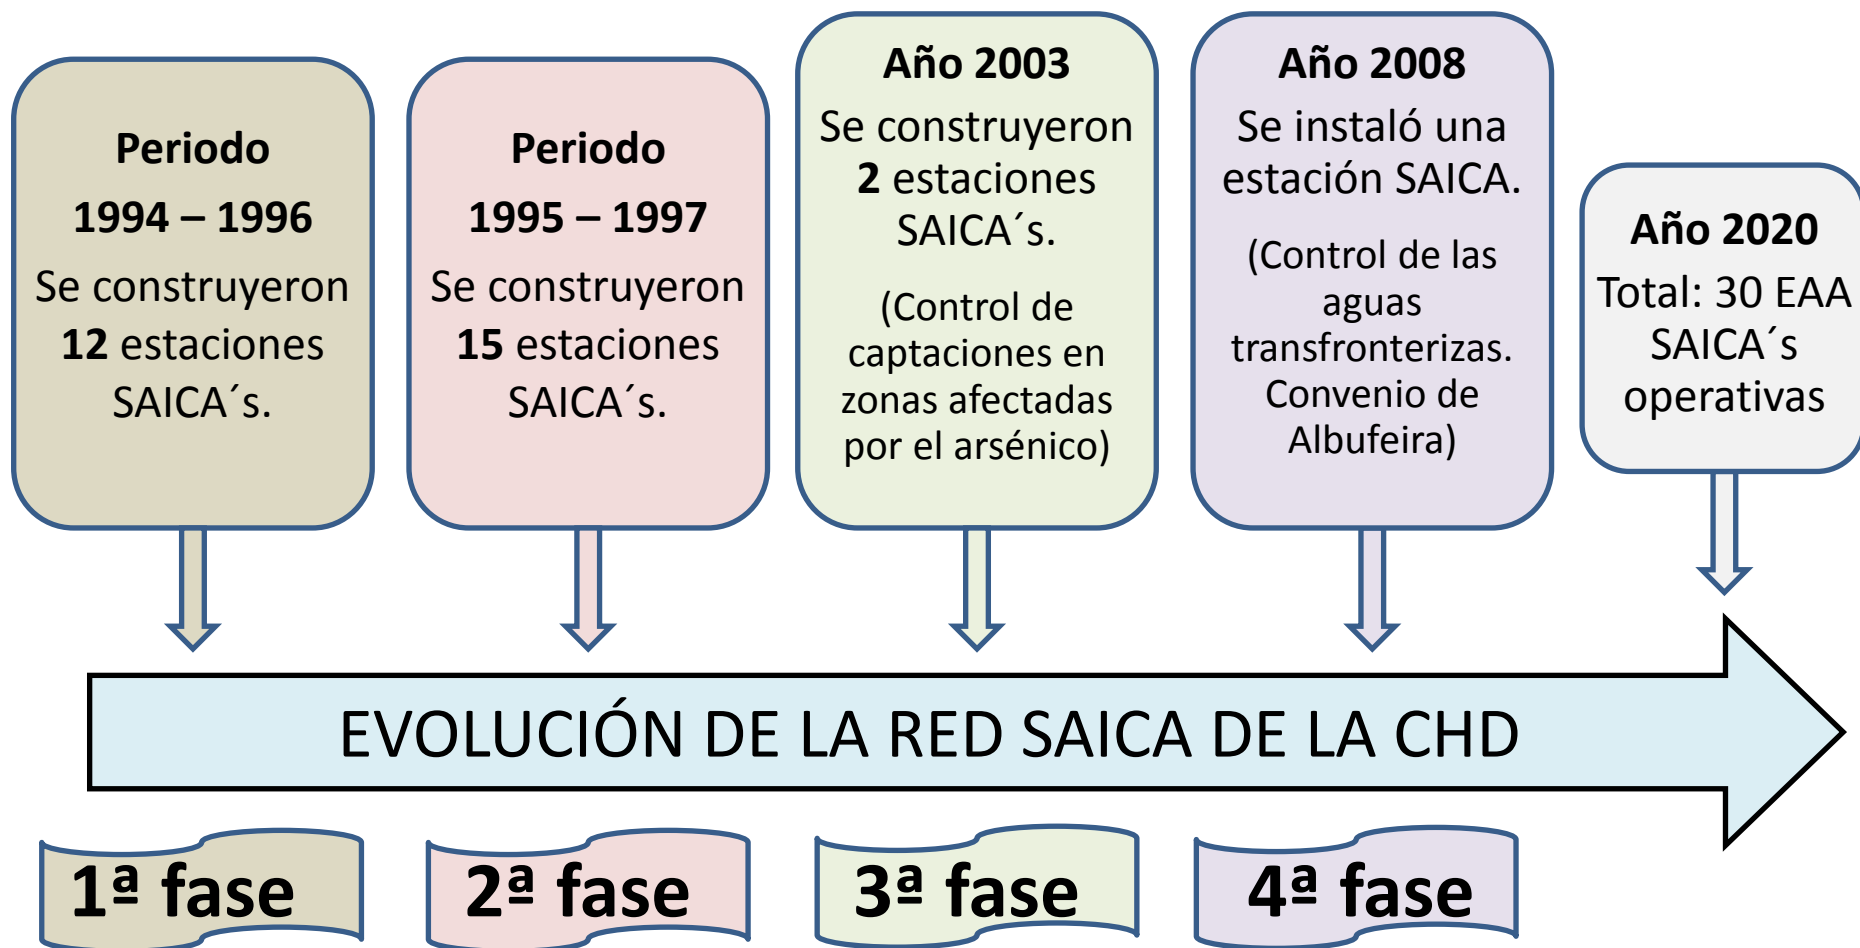 Periodo
1994 – 1996
Se construyeron
12 estaciones
SAICA´s.
Periodo
1995 – 1997
Se construyeron
15 estaciones
SAICA´s.
Año 2003
Se construyeron
2 estaciones
SAICA´s.
(Control de
captaciones en
zonas afectadas
por el arsénico)
Año 2008
Se instaló una
estación SAICA.
(Control de las
aguas
transfronterizas.
Convenio de
Albufeira)
Año 2020
Total: 30 EAA
SAICA´s
operativas
EVOLUCIÓN DE LA RED SAICA DE LA CHD
1ª fase
2ª fase
3ª fase
4ª fase